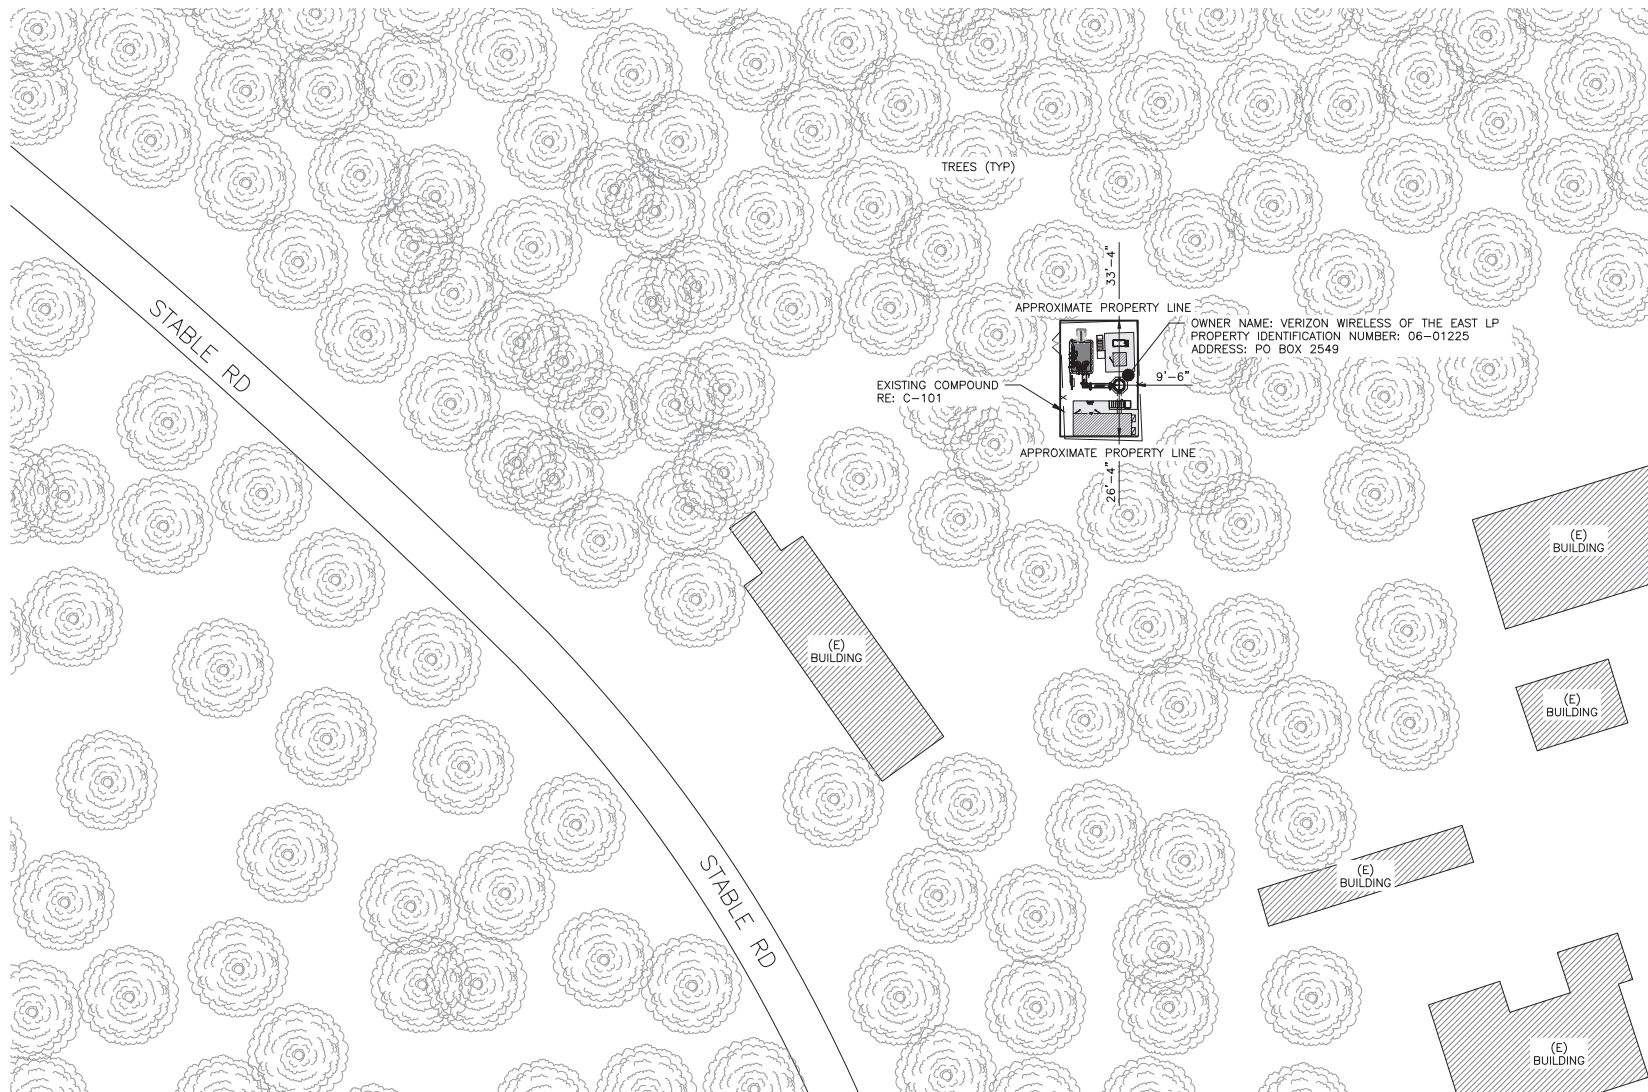 TREES (TYP)
33'-4"
APPROXIMATE PROPERTY LINE
OWNER NAME: VERIZON WIRELESS OF THE EAST LP
PROPERTY IDENTIFICATION NUMBER: 06-01225
ADDRESS: PO BOX 2549
9'-6"
EXISTING COMPOUND
RE: C-101
APPROXIMATE PROPERTY LINE
26'-4"
STABLE RD
(E)
BUILDING
(E)
BUILDING
(E)
BUILDING
(E)
BUILDING
STABLE RD
(E)
BUILDING